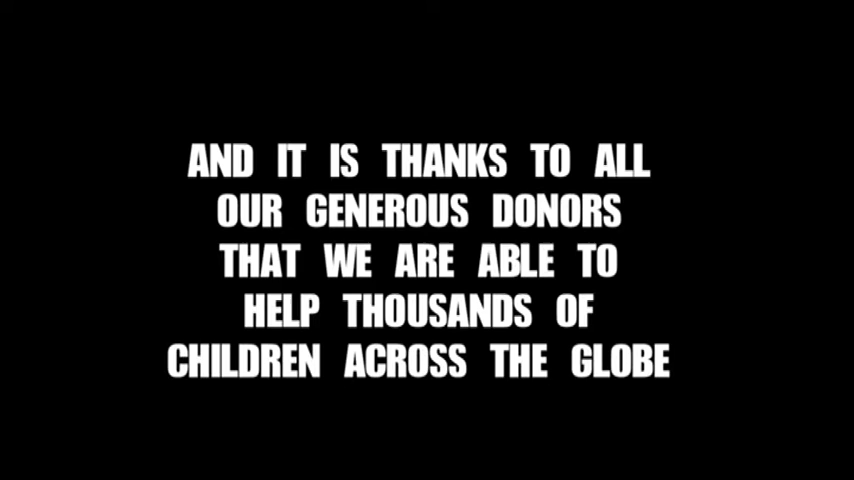 AND IT IS THANKS TO ALL
OUR GENEROUS DONORS
THAT WE ARE ABLE TO
HELP THOUSANDS OF
CHILDREN ACROSS THE GLOBE